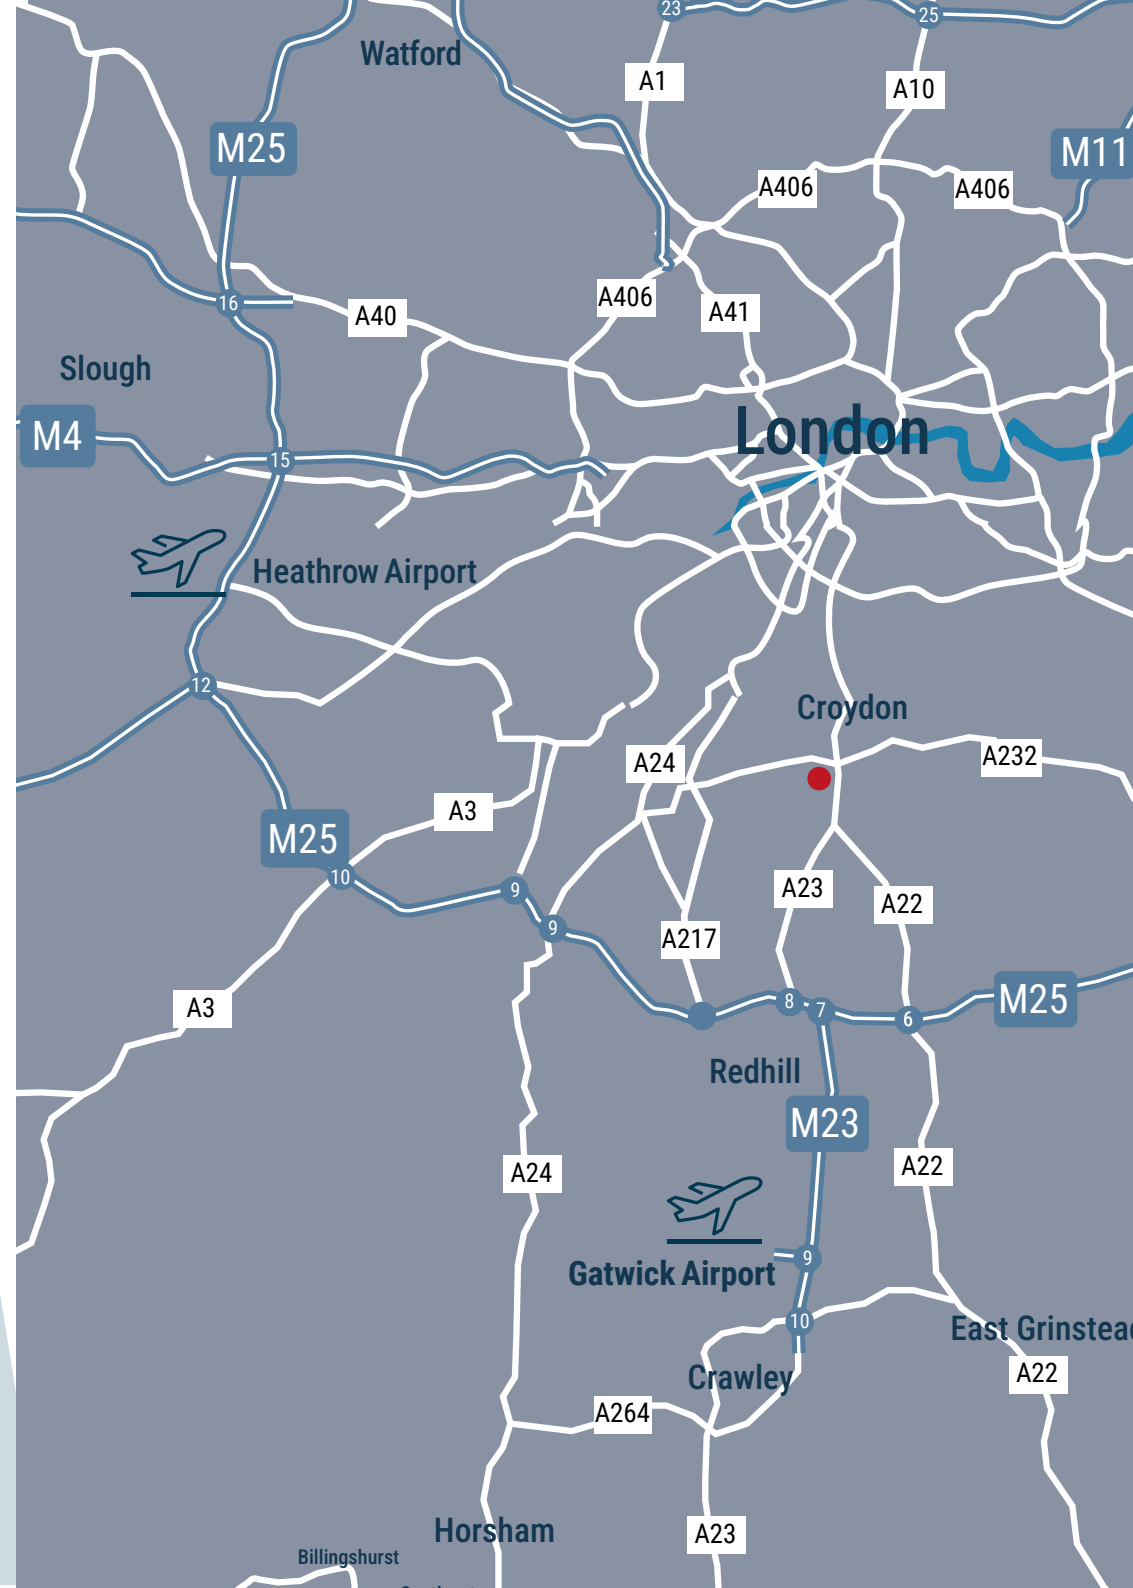 23
25
Watford
A1
A10
M25
M11
A406
A406
A406
16
A40
A41
Slough
London
M4
15
Heathrow Airport
12
Croydon
A24
A232
A3
M25
10
9
A23
A22
9
A217
A3
8
7
6
M25
Redhill
M23
A24
A22
9
Gatwick Airport
10
East Grinstea
Crawley
A22
A264
Horsham
A23
Billingshurst